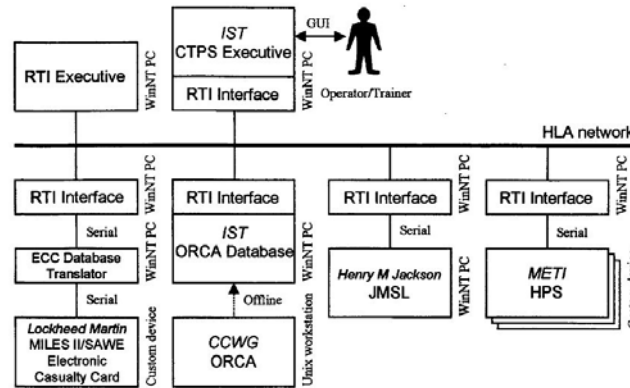 IST
CTPS Executive
RTI Interface
WinNT PC
GUI
Operator/Trainer
RTI Executive
WinNT PC
HLA network
RTI Interface
WinNT PC
Serial
ECC Database
Translator
WinNT PC
Serial
Lockheed Martin
MILES II/SAWE
Electronic
Casualty Card
Custom device
RTI Interface
IST
ORCA Database
WinNT PC
WinNT PC
Offline
CCWG
ORCA
Unix workstation
RTI Interface
WinNT PC
Serial
Henry M Jackson
JMSL
WinNT PC
RTI Interface
WinNT PC
Serial
METI
HPS